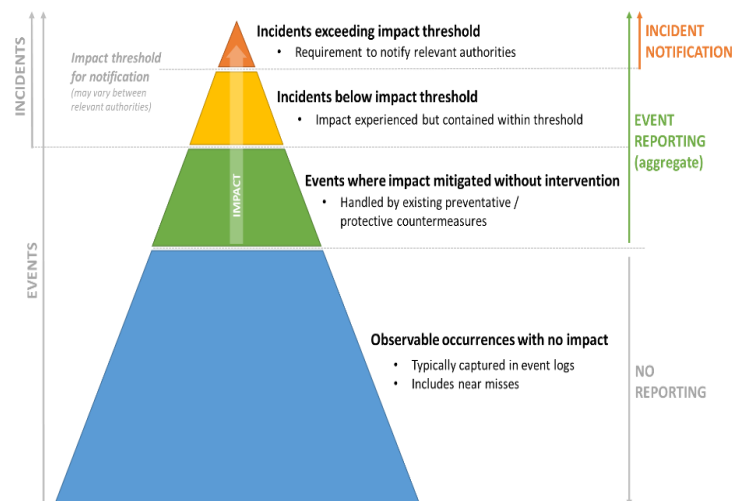 Incidents exceeding impact threshold
• Requirement to notify relevant authorities
INCIDENT
NOTIFICATION
INCIDENTS
Impact threshold
for notification
(may vary between
relevant authorities)
Incidents below impact threshold
• Impact experienced but contained within threshold
EVENT
REPORTING
(aggregate)
IMPACT
Events where impact mitigated without intervention
• Handled by existing preventative /
protective countermeasures
EVENTS
Observable occurrences with no impact
• Typically captured in event logs
• Includes near misses
NO
REPORTING